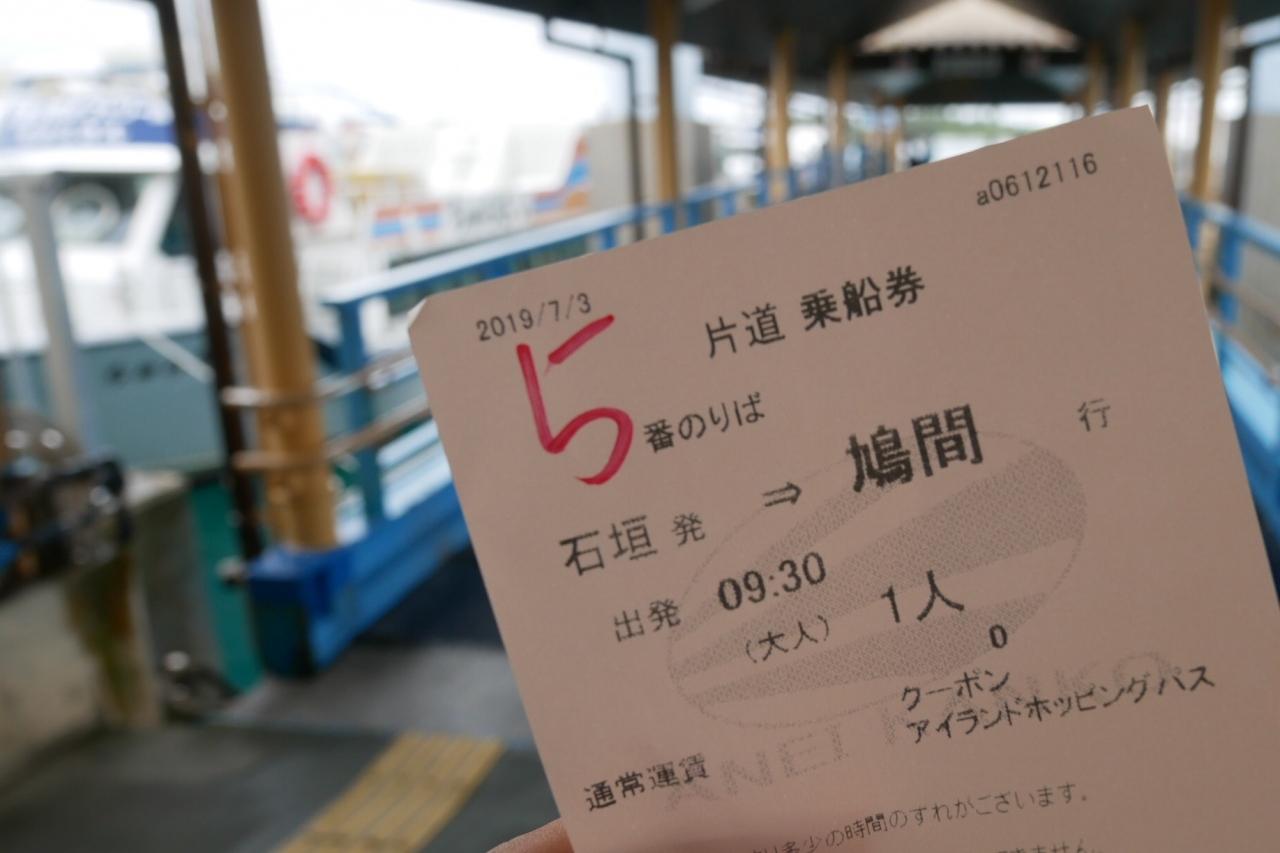 a0612116
2019/7/3
片道 乗船券
5番のりば
石垣 発 ⇒ 鳩間 行
出発 09:30 1人
(大人)
0
クーポン
アイランドホッピングパス
通常運賃
ANEI KANKO
多少の時間のずれがございます。